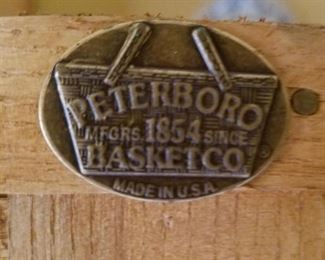 PETERBORO
MFGRS. 1854 SINCE
BASKET CO.
MADE IN U.S.A.